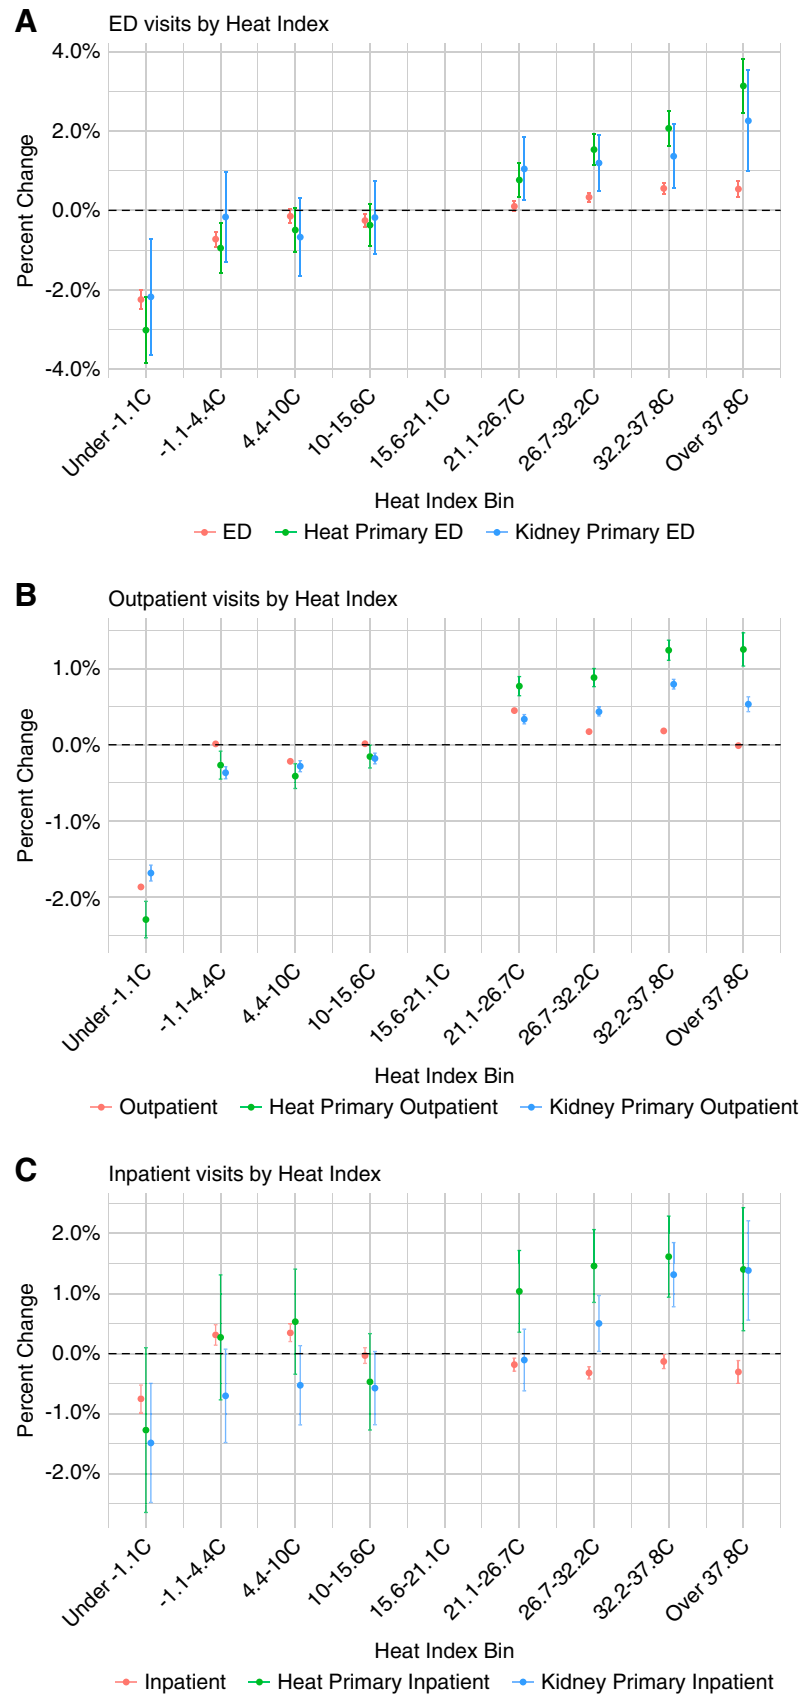 A
ED visits by Heat Index
Percent Change
4.0%
2.0%
0.0%
-2.0%
-4.0%
Under -1.1C
-1.1-4.4C
4.4-10C
10-15.6C
15.6-21.1C
21.1-26.7C
26.7-32.2C
32.2-37.8C
Over 37.8C
Heat Index Bin
ED Heat Primary ED Kidney Primary ED
B
Outpatient visits by Heat Index
Percent Change
1.0%
0.0%
-1.0%
-2.0%
Under -1.1C
-1.1-4.4C
4.4-10C
10-15.6C
15.6-21.1C
21.1-26.7C
26.7-32.2C
32.2-37.8C
Over 37.8C
Heat Index Bin
Outpatient Heat Primary Outpatient Kidney Primary Outpatient
C
Inpatient visits by Heat Index
Percent Change
2.0%
1.0%
0.0%
-1.0%
-2.0%
Under -1.1C
-1.1-4.4C
4.4-10C
10-15.6C
15.6-21.1C
21.1-26.7C
26.7-32.2C
32.2-37.8C
Over 37.8C
Heat Index Bin
Inpatient Heat Primary Inpatient Kidney Primary Inpatient